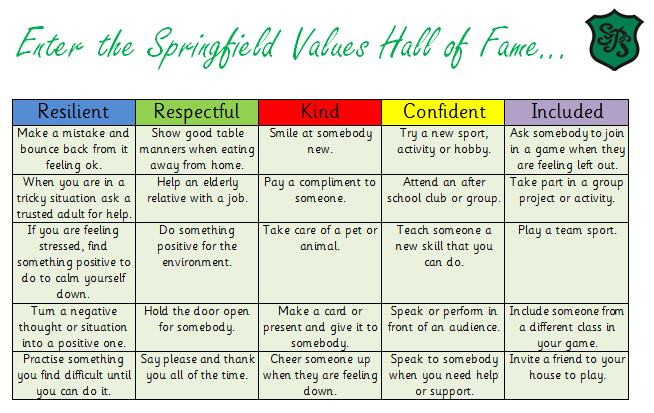 Enter the Springfield Values Hall of Fame...
SJS
Resilient
Respectful
Kind
Confident
Included
Make a mistake and
bounce back from it
feeling ok.
Show good table
manners when eating
away from home.
Smile at somebody
new.
Try a new sport,
activity or hobby.
Ask somebody to join
in a game when they
are feeling left out.
When you are in a
tricky situation ask a
trusted adult for help.
Help an elderly
relative with a job.
Pay a compliment to
someone.
Attend an after
school club or group.
Take part in a group
project or activity.
If you are feeling
stressed, find
something positive to
do to calm yourself
down.
Do something
positive for the
environment.
Take care of a pet or
animal.
Teach someone a
new skill that you
can do.
Play a team sport.
Turn a negative
thought or situation
into a positive one.
Hold the door open
for somebody.
Make a card or
present and give it to
somebody.
Speak or perform in
front of an audience.
Include someone from
a different class in
your game.
Practise something
you find difficult until
you can do it.
Say please and thank
you all of the time.
Cheer someone up
when they are feeling
down.
Speak to somebody
when you need help
or support.
Invite a friend to your
house to play.